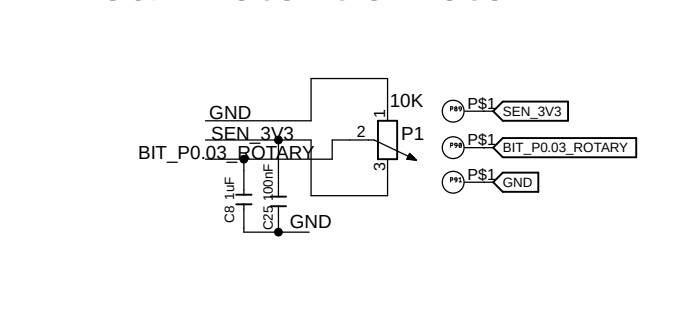 GND
SEN_3V3
BIT_P0.03_ROTARY
C8 1uF
C25 100nF
GND
10K
1
2
P1
3
P89 P$1 SEN_3V3
P90 P$1 BIT_P0.03_ROTARY
P91 P$1 GND